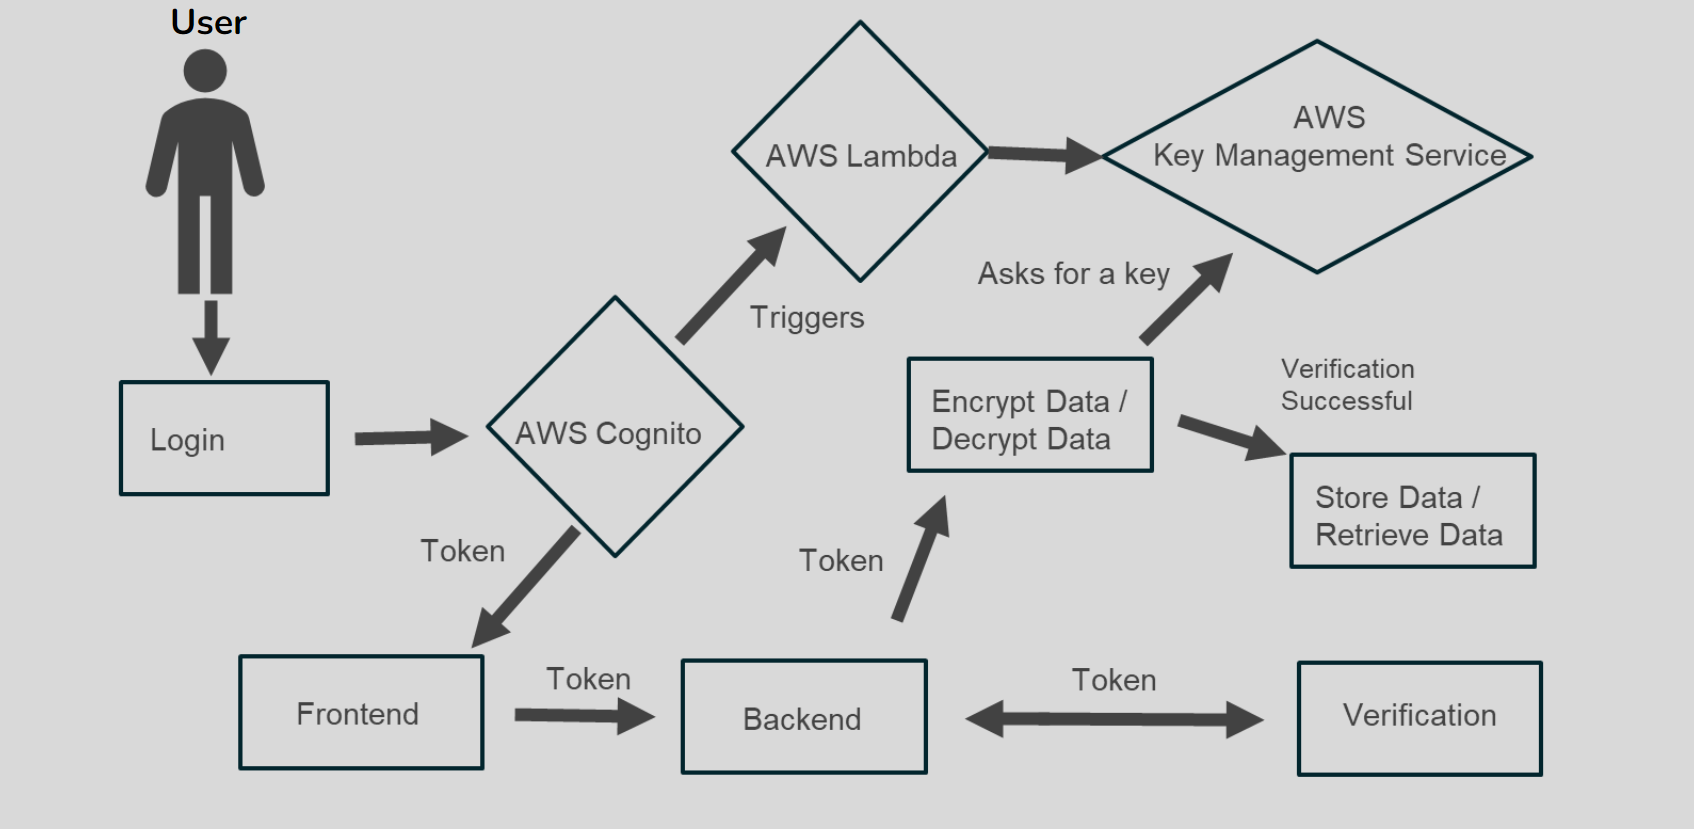 User
AWS Lambda
AWS
Key Management Service
Asks for a key
Triggers
Login
AWS Cognito
Encrypt Data /
Decrypt Data
Verification
Successful
Store Data /
Retrieve Data
Token
Token
Frontend
Token
Backend
Token
Verification